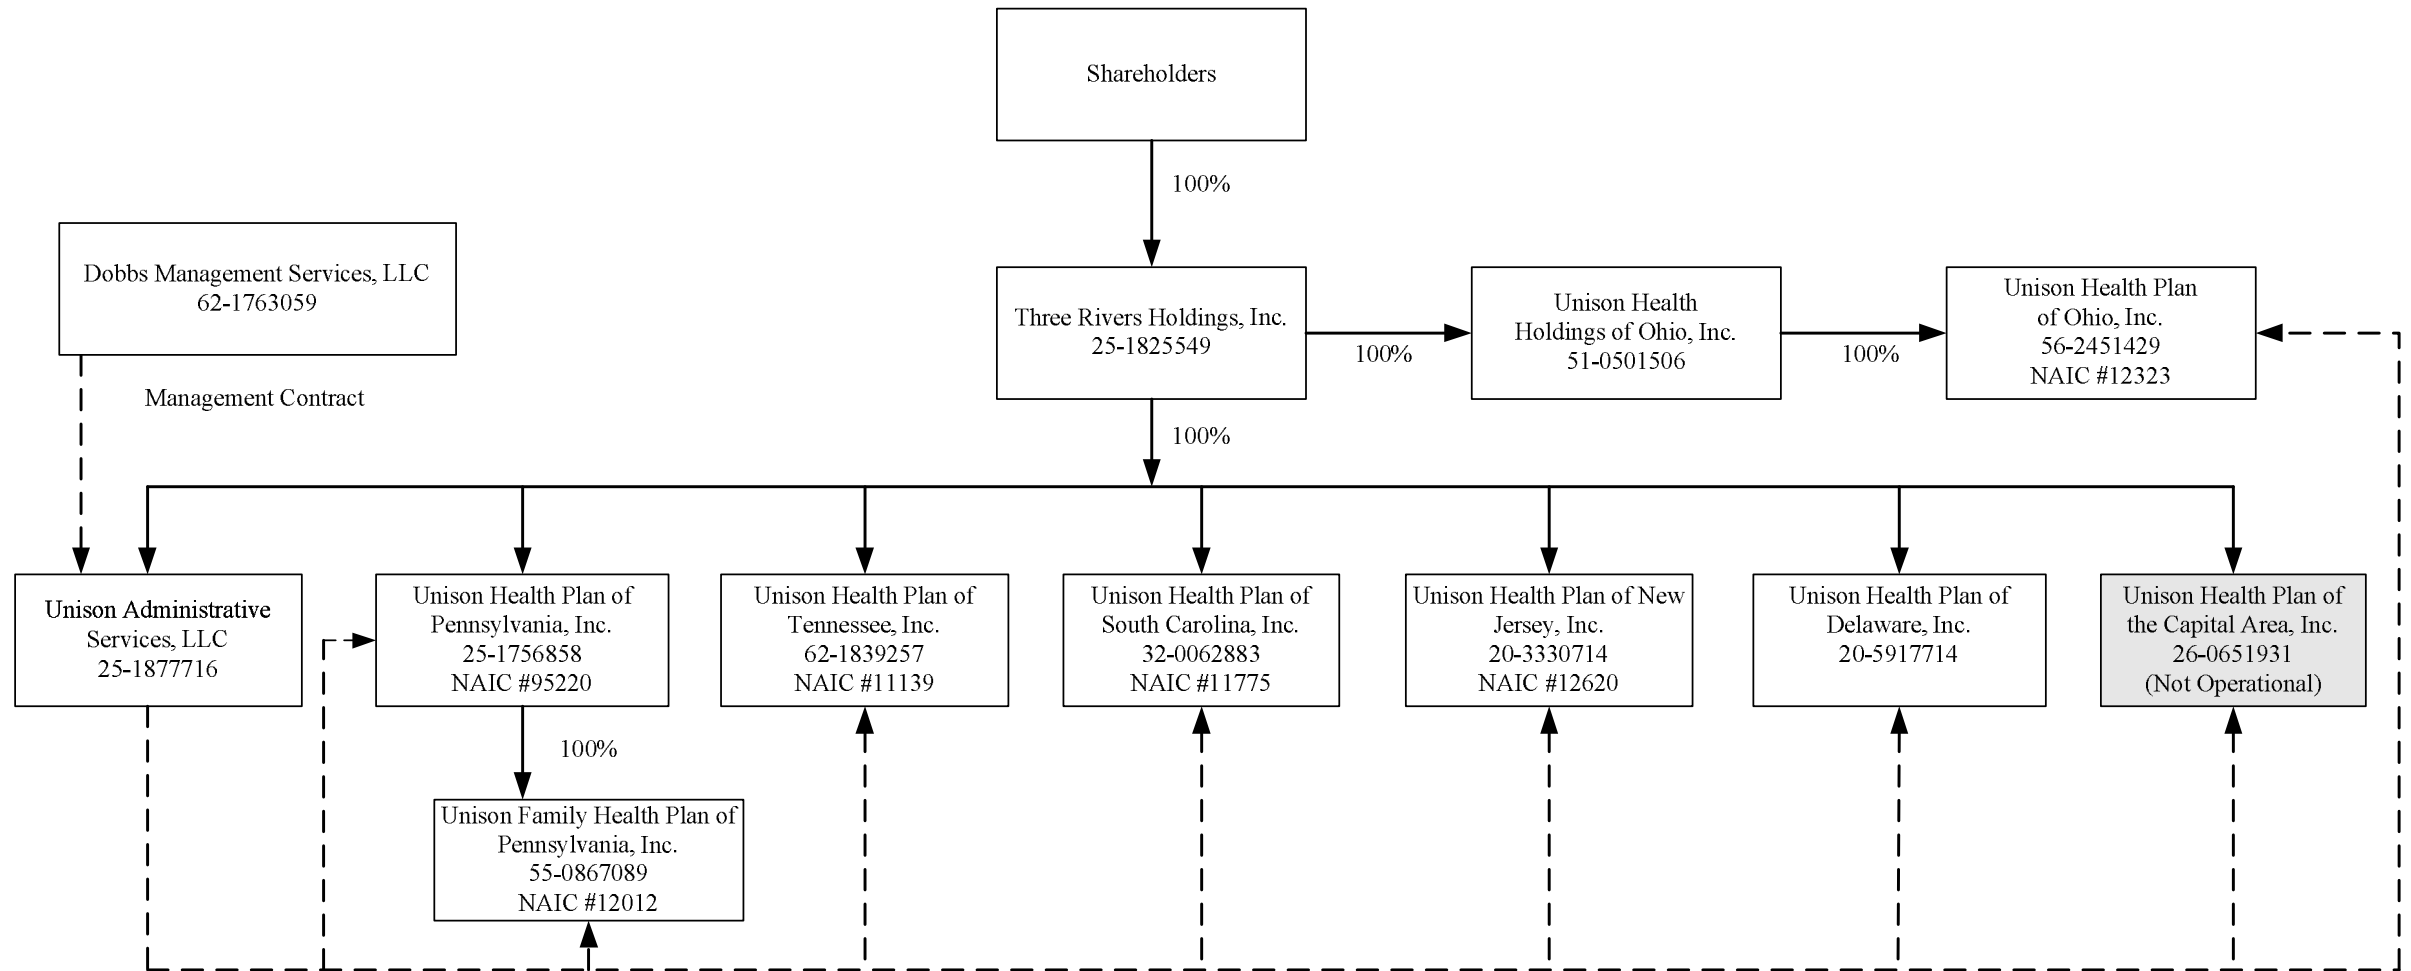 Shareholders
100%
Dobbs Management Services, LLC
62-1763059
Management Contract
Three Rivers Holdings, Inc.
25-1825549
100%
Unison Health
Holdings of Ohio, Inc.
51-0501506
100%
Unison Health Plan
of Ohio, Inc.
56-2451429
NAIC #12323
100%
Unison Administrative
Services, LLC
25-1877716
Unison Health Plan of
Pennsylvania, Inc.
25-1756858
NAIC #95220
Unison Health Plan of
Tennessee, Inc.
62-1839257
NAIC #11139
Unison Health Plan of
South Carolina, Inc.
32-0062883
NAIC #11775
Unison Health Plan of New
Jersey, Inc.
20-3330714
NAIC #12620
Unison Health Plan of
Delaware, Inc.
20-5917714
Unison Health Plan of
the Capital Area, Inc.
26-0651931
(Not Operational)
100%
Unison Family Health Plan of
Pennsylvania, Inc.
55-0867089
NAIC #12012